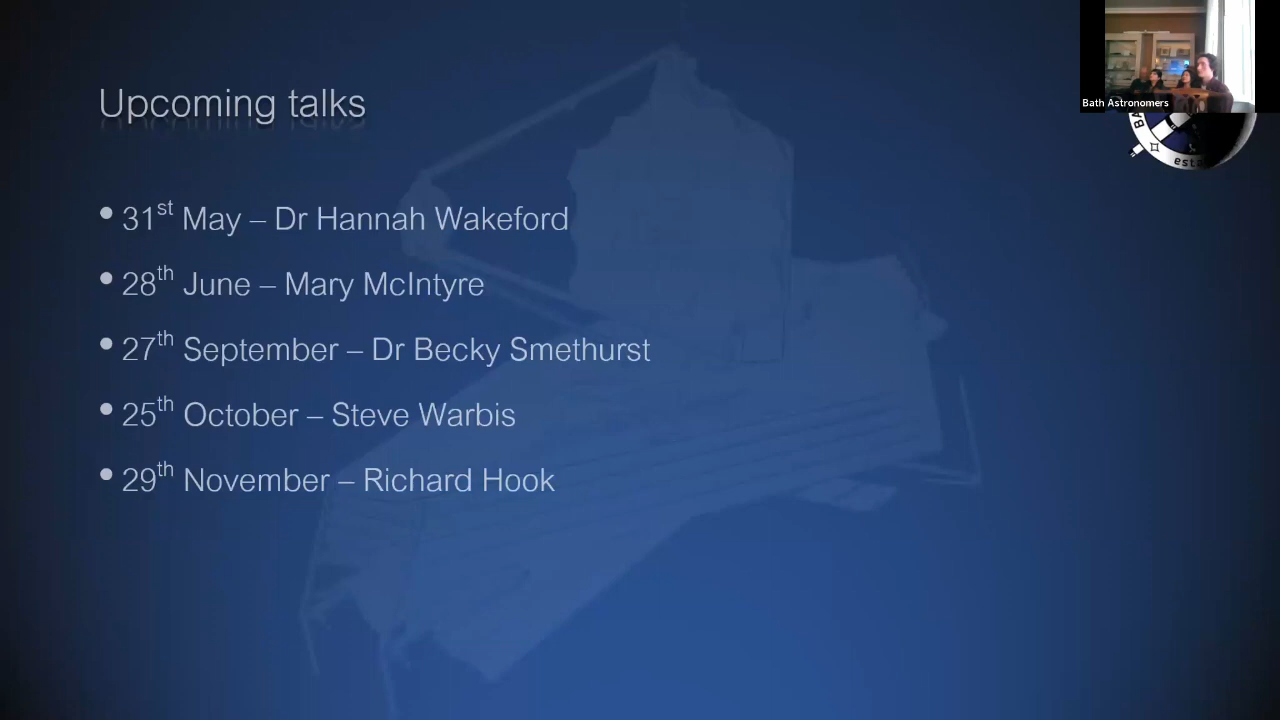 Upcoming talks
• 31st May – Dr Hannah Wakeford
• 28th June – Mary McIntyre
• 27th September – Dr Becky Smethurst
• 25th October – Steve Warbis
• 29th November – Richard Hook
Bath Astronomers